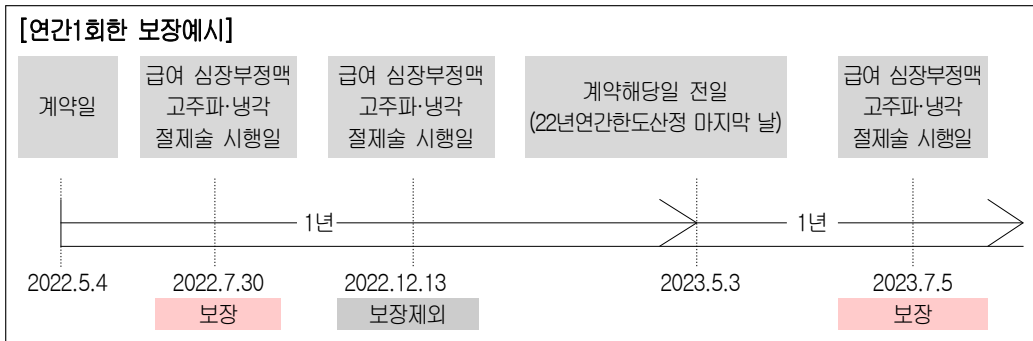 [연간1회한 보장예시]
계약일
급여 심장부정맥
고주파·냉각
절제술 시행일
급여 심장부정맥
고주파·냉각
절제술 시행일
계약해당일 전일
(22년연간한도산정 마지막 날)
급여 심장부정맥
고주파·냉각
절제술 시행일
1년
1년
2022.5.4
2022.7.30
2022.12.13
2023.5.3
2023.7.5
보장
보장제외
보장